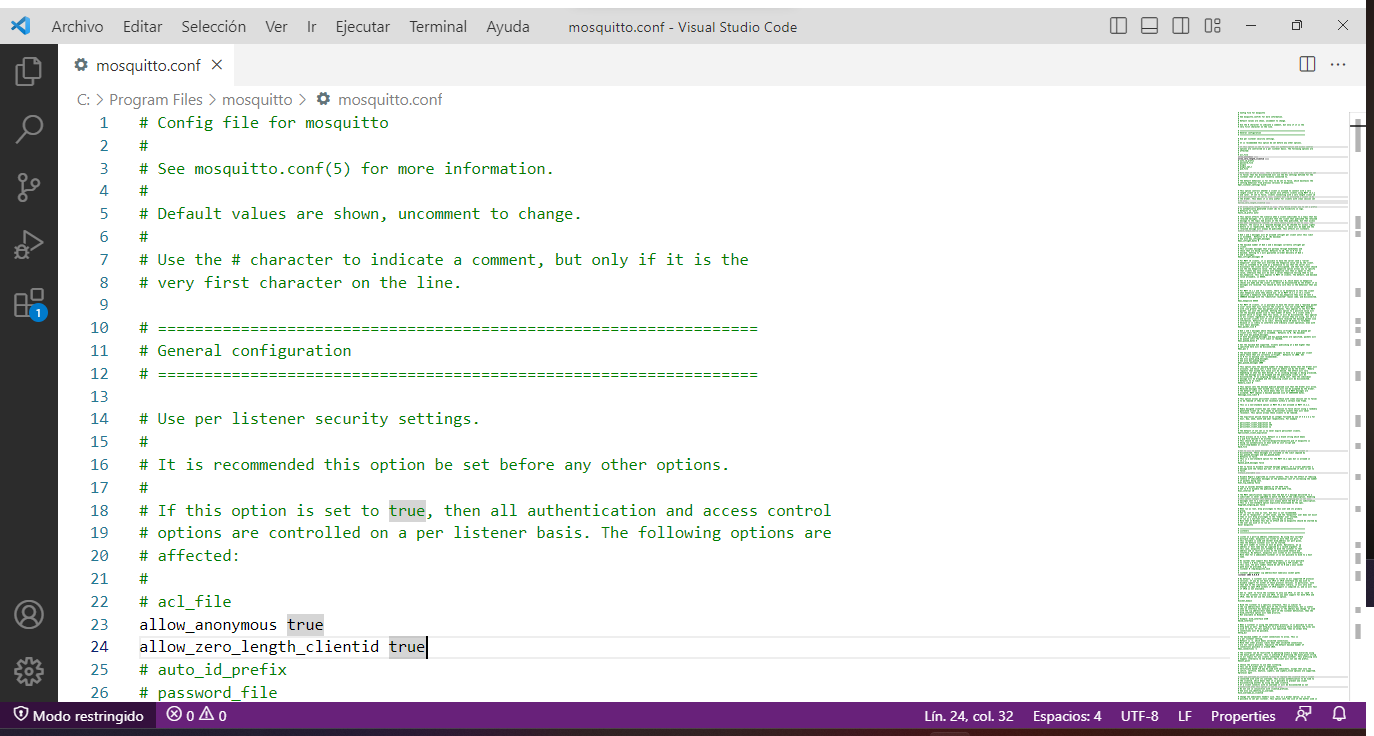 Archivo Editar Selección Ver Ir Ejecutar Terminal Ayuda mosquitto.conf - Visual Studio Code
mosquitto.conf
C: > Program Files > mosquitto > mosquitto.conf
1 # Config file for mosquitto
2 #
3 # See mosquitto.conf(5) for more information.
4 #
5 # Default values are shown, uncomment to change.
6 #
7 # Use the # character to indicate a comment, but only if it is the
8 # very first character on the line.
9
10 # =================================================================
11 # General configuration
12 # =================================================================
13
14 # Use per listener security settings.
15 #
16 # It is recommended this option be set before any other options.
17 #
18 # If this option is set to true, then all authentication and access control
19 # options are controlled on a per listener basis. The following options are
20 # affected:
21 #
22 # acl_file
23 allow_anonymous true
24 allow_zero_length_clientid true
25 # auto_id_prefix
26 # password_file
1
Modo restringido 0 0 Lín. 24, col. 32 Espacios: 4 UTF-8 LF Properties